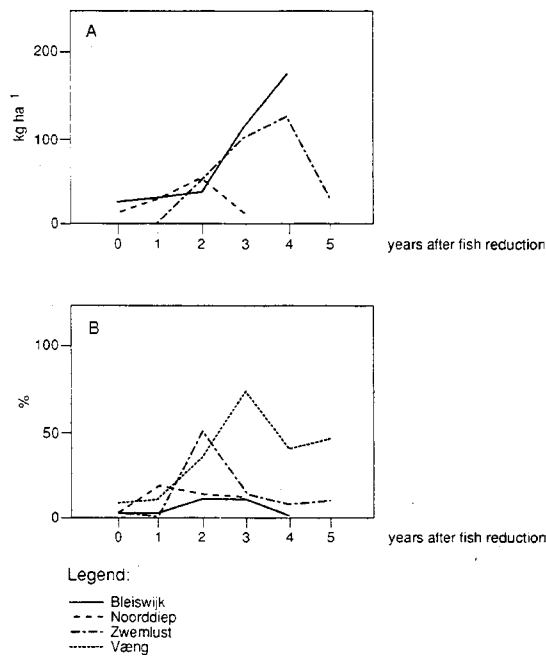 A
200
100
0
kg ha 1
0 1 2 3 4 5
years after fish reduction
B
100
50
0
%
0 1 2 3 4 5
years after fish reduction
Legend:
Bleiswijk
Noorddiep
Zwemlust
Væng